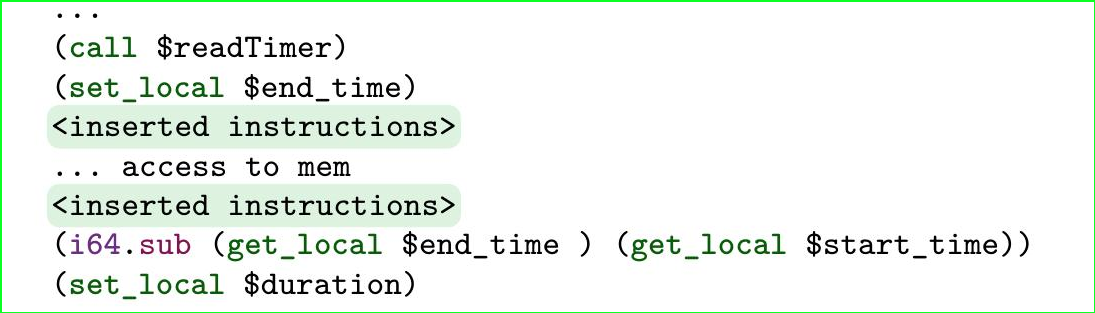 ...
(call $readTimer)
(set_local $end_time)
<inserted instructions>
... access to mem
<inserted instructions>
(i64.sub (get_local $end_time ) (get_local $start_time))
(set_local $duration)